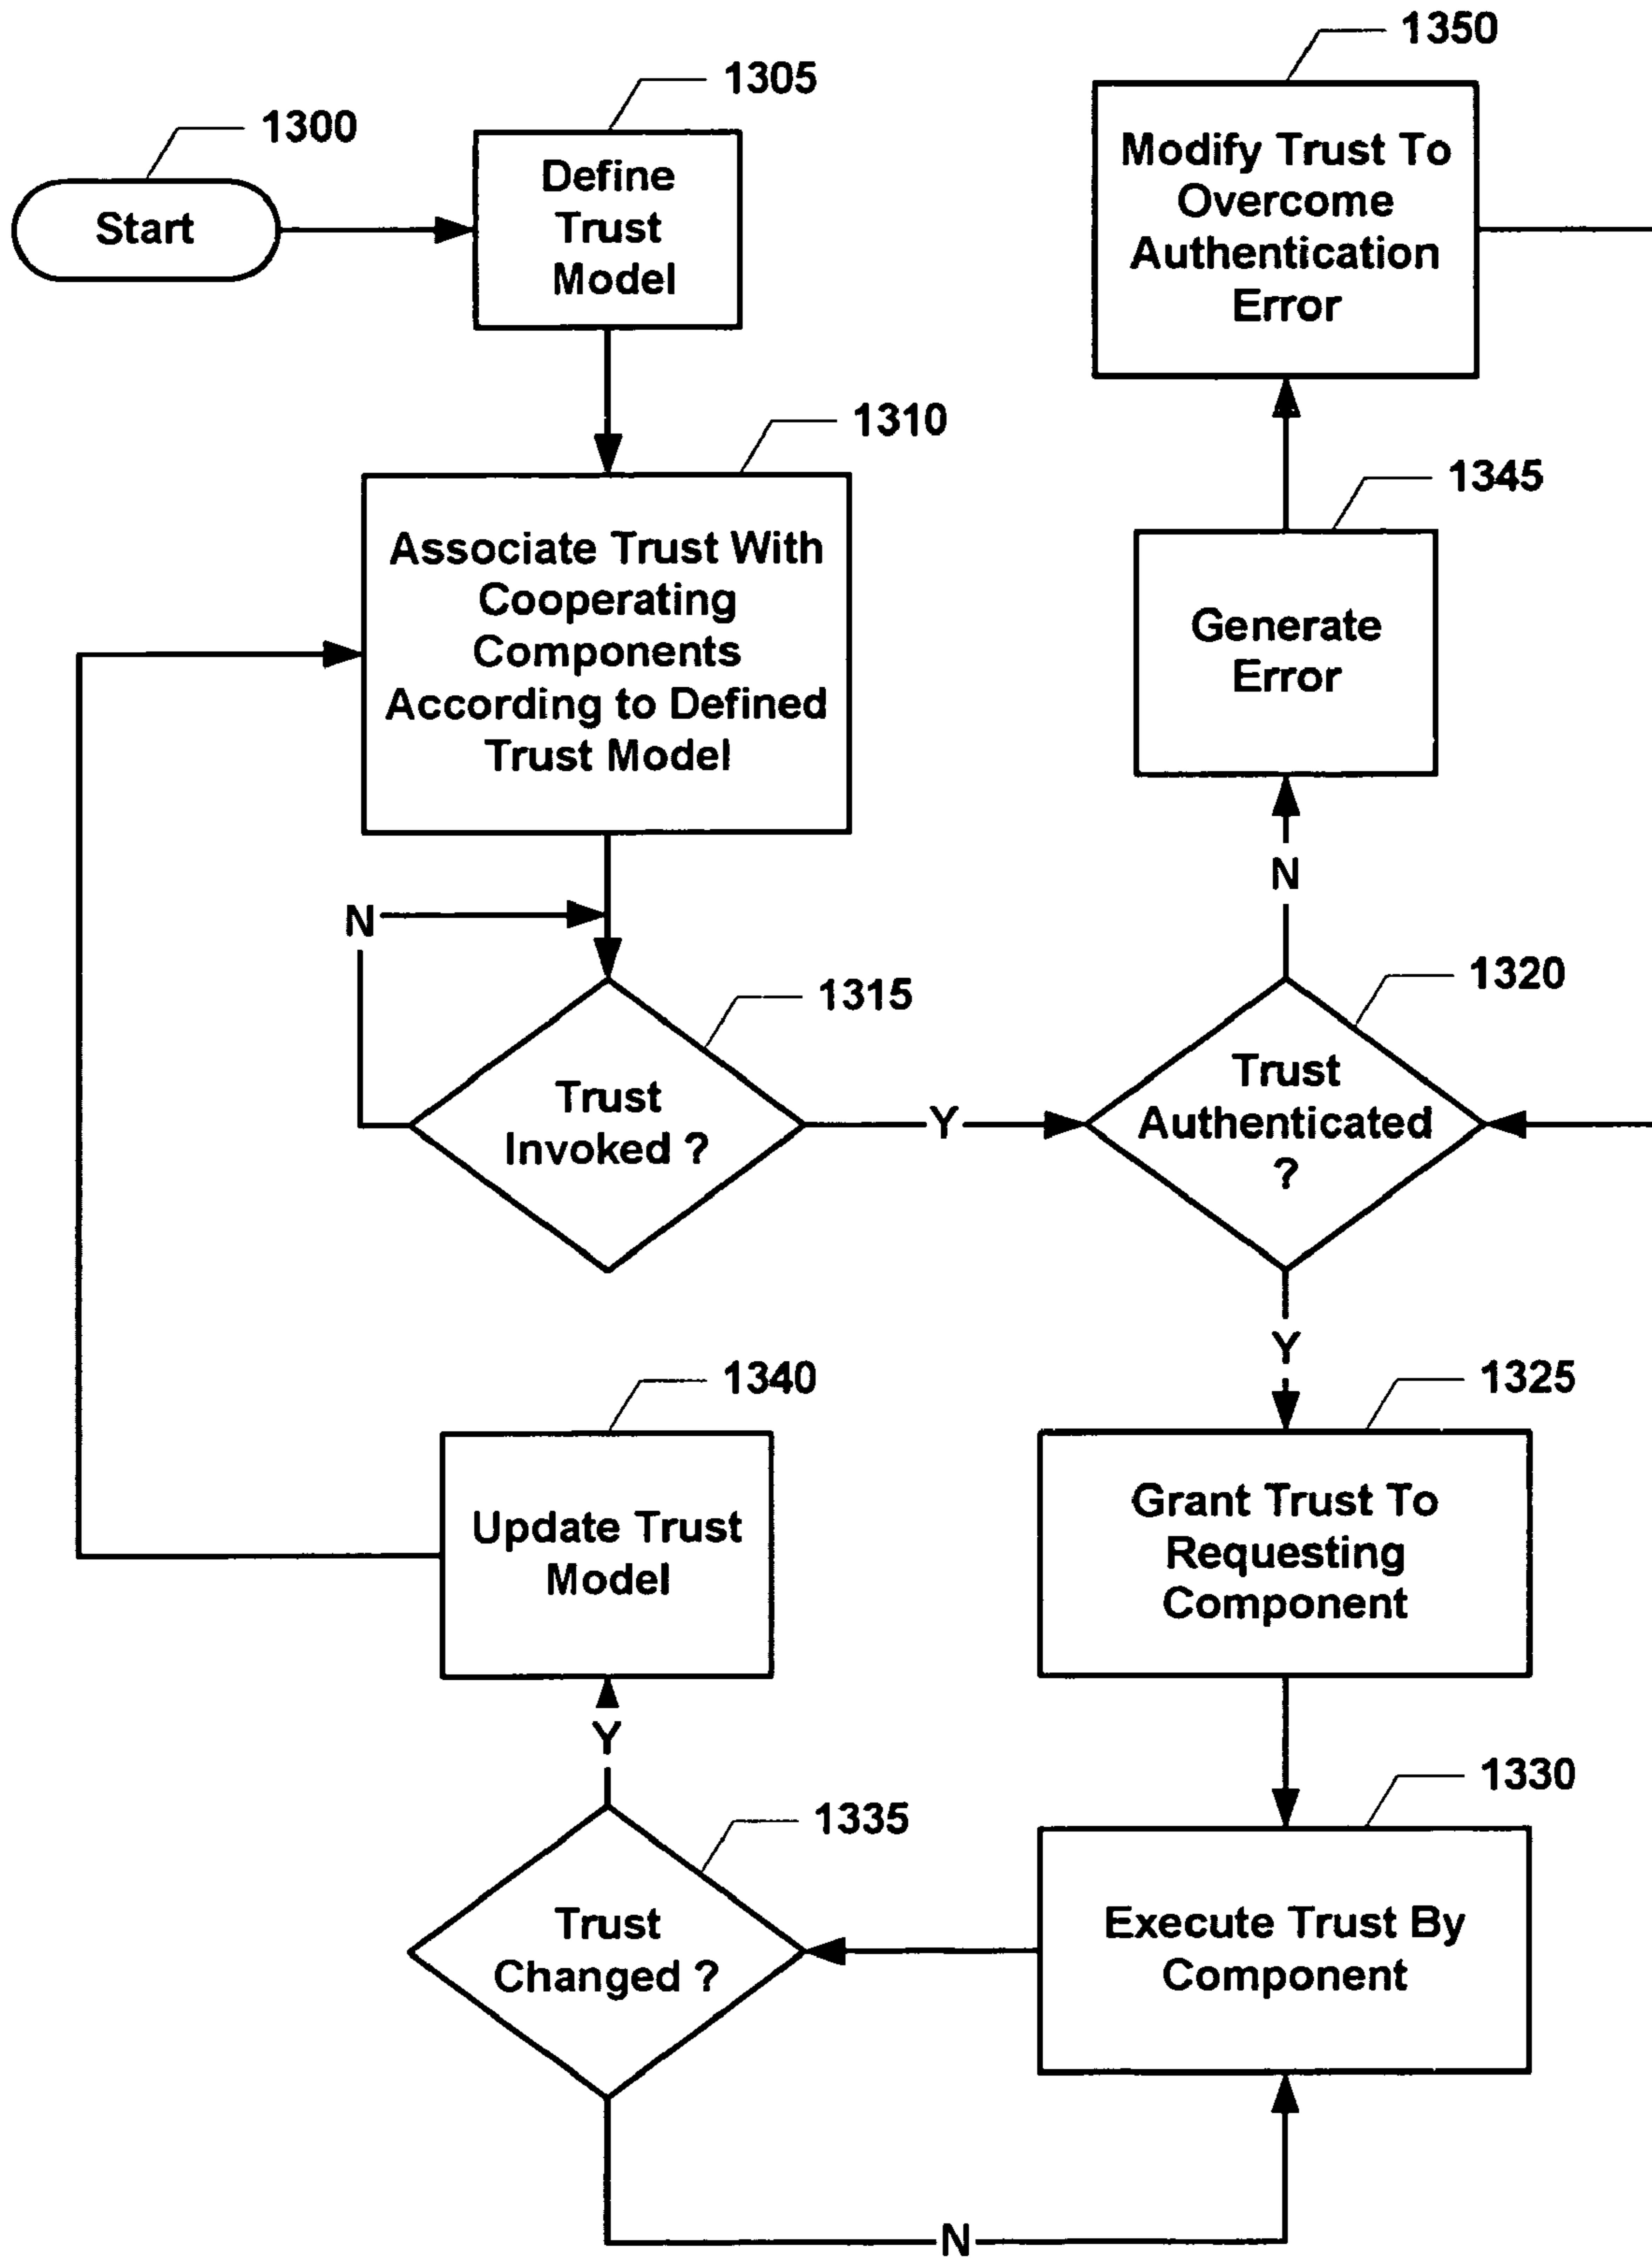 1300
Start
1305
Define
Trust
Model
1310
Associate Trust With
Cooperating
Components
According to Defined
Trust Model
N
1315
Trust
Invoked ?
Y
1350
Modify Trust To
Overcome
Authentication
Error
1345
Generate
Error
N
1320
Trust
Authenticated
?
Y
1325
Grant Trust To
Requesting
Component
1330
Execute Trust By
Component
1335
Trust
Changed ?
Y
1340
Update Trust
Model
N